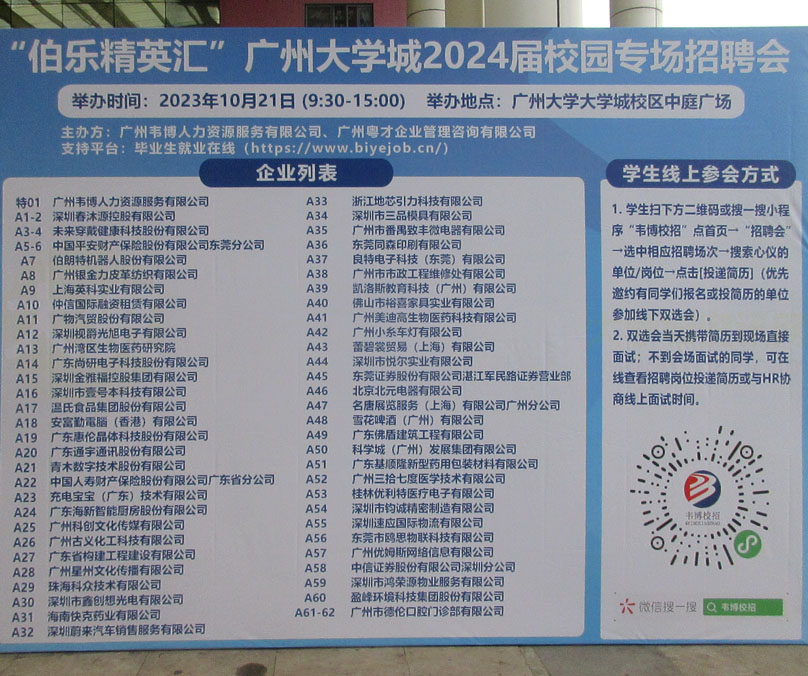 “伯乐精英汇”广州大学城2024届校园专场招聘会
举办时间：2023年10月21日 (9:30-15:00) 举办地点：广州大学大学城校区中庭广场
主办方：广州韦博人力资源服务有限公司、广州粤才企业管理咨询有限公司
支持平台：毕业生就业在线（https://www.biyejob.cn/）
企业列表
特01 广州韦博人力资源服务有限公司
A1-2 深圳春沐源控股有限公司
A3-4 未来穿戴健康科技股份有限公司
A5-6 中国平安财产保险股份有限公司东莞分公司
A7 伯朗特机器人股份有限公司
A8 广州银金力皮革纺织有限公司
A9 上海英科实业有限公司
A10 仲信国际融资租赁有限公司
A11 广物汽贸股份有限公司
A12 深圳视爵光旭电子有限公司
A13 广州湾区生物医药研究院
A14 广东尚研电子科技股份有限公司
A15 深圳金雅福控股集团有限公司
A16 深圳市壹号本科技有限公司
A17 温氏食品集团股份有限公司
A18 安富勤電腦（香港）有限公司
A19 广东惠伦晶体科技股份有限公司
A20 广东通宇通讯股份有限公司
A21 青木数字技术股份有限公司
A22 中国人寿财产保险股份有限公司广东省分公司
A23 充电宝宝（广东）技术有限公司
A24 广东海新智能厨房股份有限公司
A25 广州科创文化传媒有限公司
A26 广州古义化工科技有限公司
A27 广东省构建工程建设有限公司
A28 广州星州文化传播有限公司
A29 珠海科众技术有限公司
A30 深圳市鑫创想光电有限公司
A31 海南快克药业有限公司
A32 深圳蔚来汽车销售服务有限公司
A33 浙江地芯引力科技有限公司
A34 深圳市三品模具有限公司
A35 广州市番禺致丰微电器有限公司
A36 东莞同森印刷有限公司
A37 良特电子科技（东莞）有限公司
A38 广州市市政工程维修处有限公司
A39 凯洛斯教育科技（广州）有限公司
A40 佛山市裕喜家具实业有限公司
A41 广州美迪高生物医药科技有限公司
A42 广州小糸车灯有限公司
A43 蕾碧裳贸易（上海）有限公司
A44 深圳市悦尔实业有限公司
A45 东莞证券股份有限公司湛江军民路证券营业部
A46 北京北元电器有限公司
A47 名唐展览服务（上海）有限公司广州分公司
A48 雪花啤酒（广州）有限公司
A49 广东佛盾建筑工程有限公司
A50 科学城（广州）发展集团有限公司
A51 广东基顺隆新型药用包装材料有限公司
A52 广州三拾七度医学技术有限公司
A53 桂林优利特医疗电子有限公司
A54 深圳市钧诚精密制造有限公司
A55 深圳速应国际物流有限公司
A56 东莞市鸥思物联科技有限公司
A57 广州优姆斯网络信息有限公司
A58 中信证券股份有限公司深圳分公司
A59 深圳市鸿荣源物业服务有限公司
A60 盈峰环境科技集团股份有限公司
A61-62 广州市德伦口腔门诊部有限公司
学生线上参会方式
1. 学生扫下方二维码或搜一搜小程
序“韦博校招”点首页→“招聘会”
→选中相应招聘场次→搜索心仪的
单位/岗位→点击[投递简历]（优先
邀约有同学们报名或投简历的单位
参加线下双选会）。
2. 双选会当天携带简历到现场直接
面试；不到会场面试的同学，可在
线查看招聘岗位投递简历或与HR协
商线上面试时间。
韦博校招
微信搜一搜 韦博校招